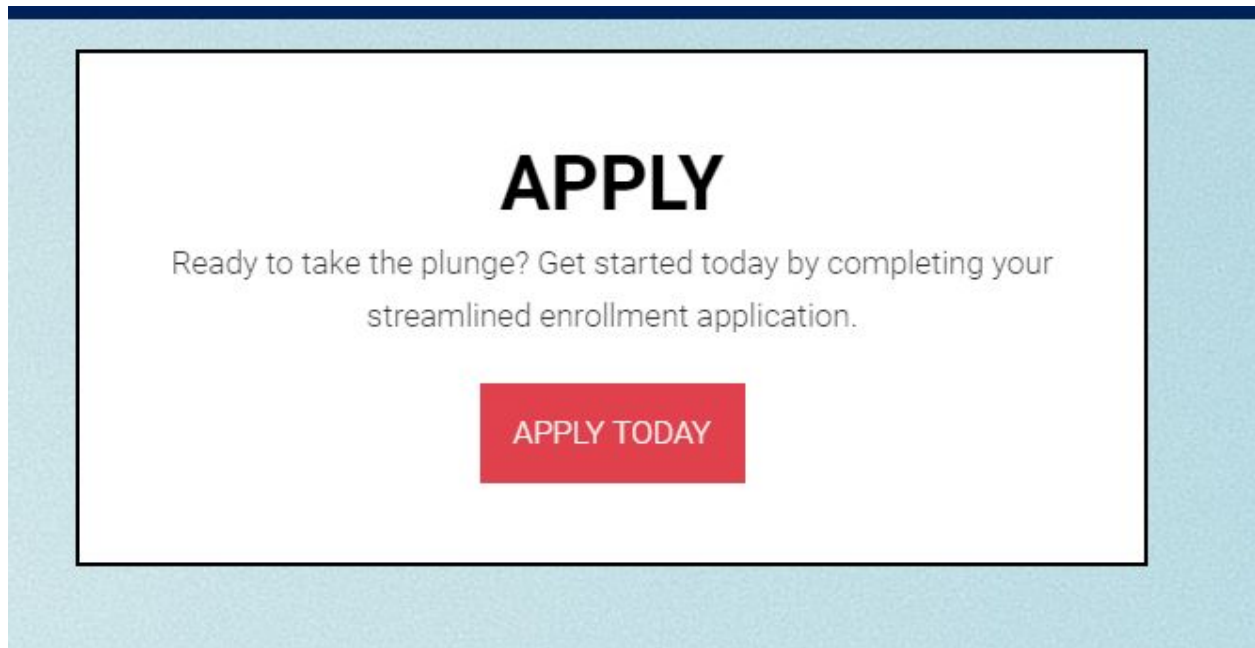 APPLY
Ready to take the plunge? Get started today by completing your
streamlined enrollment application.
APPLY TODAY